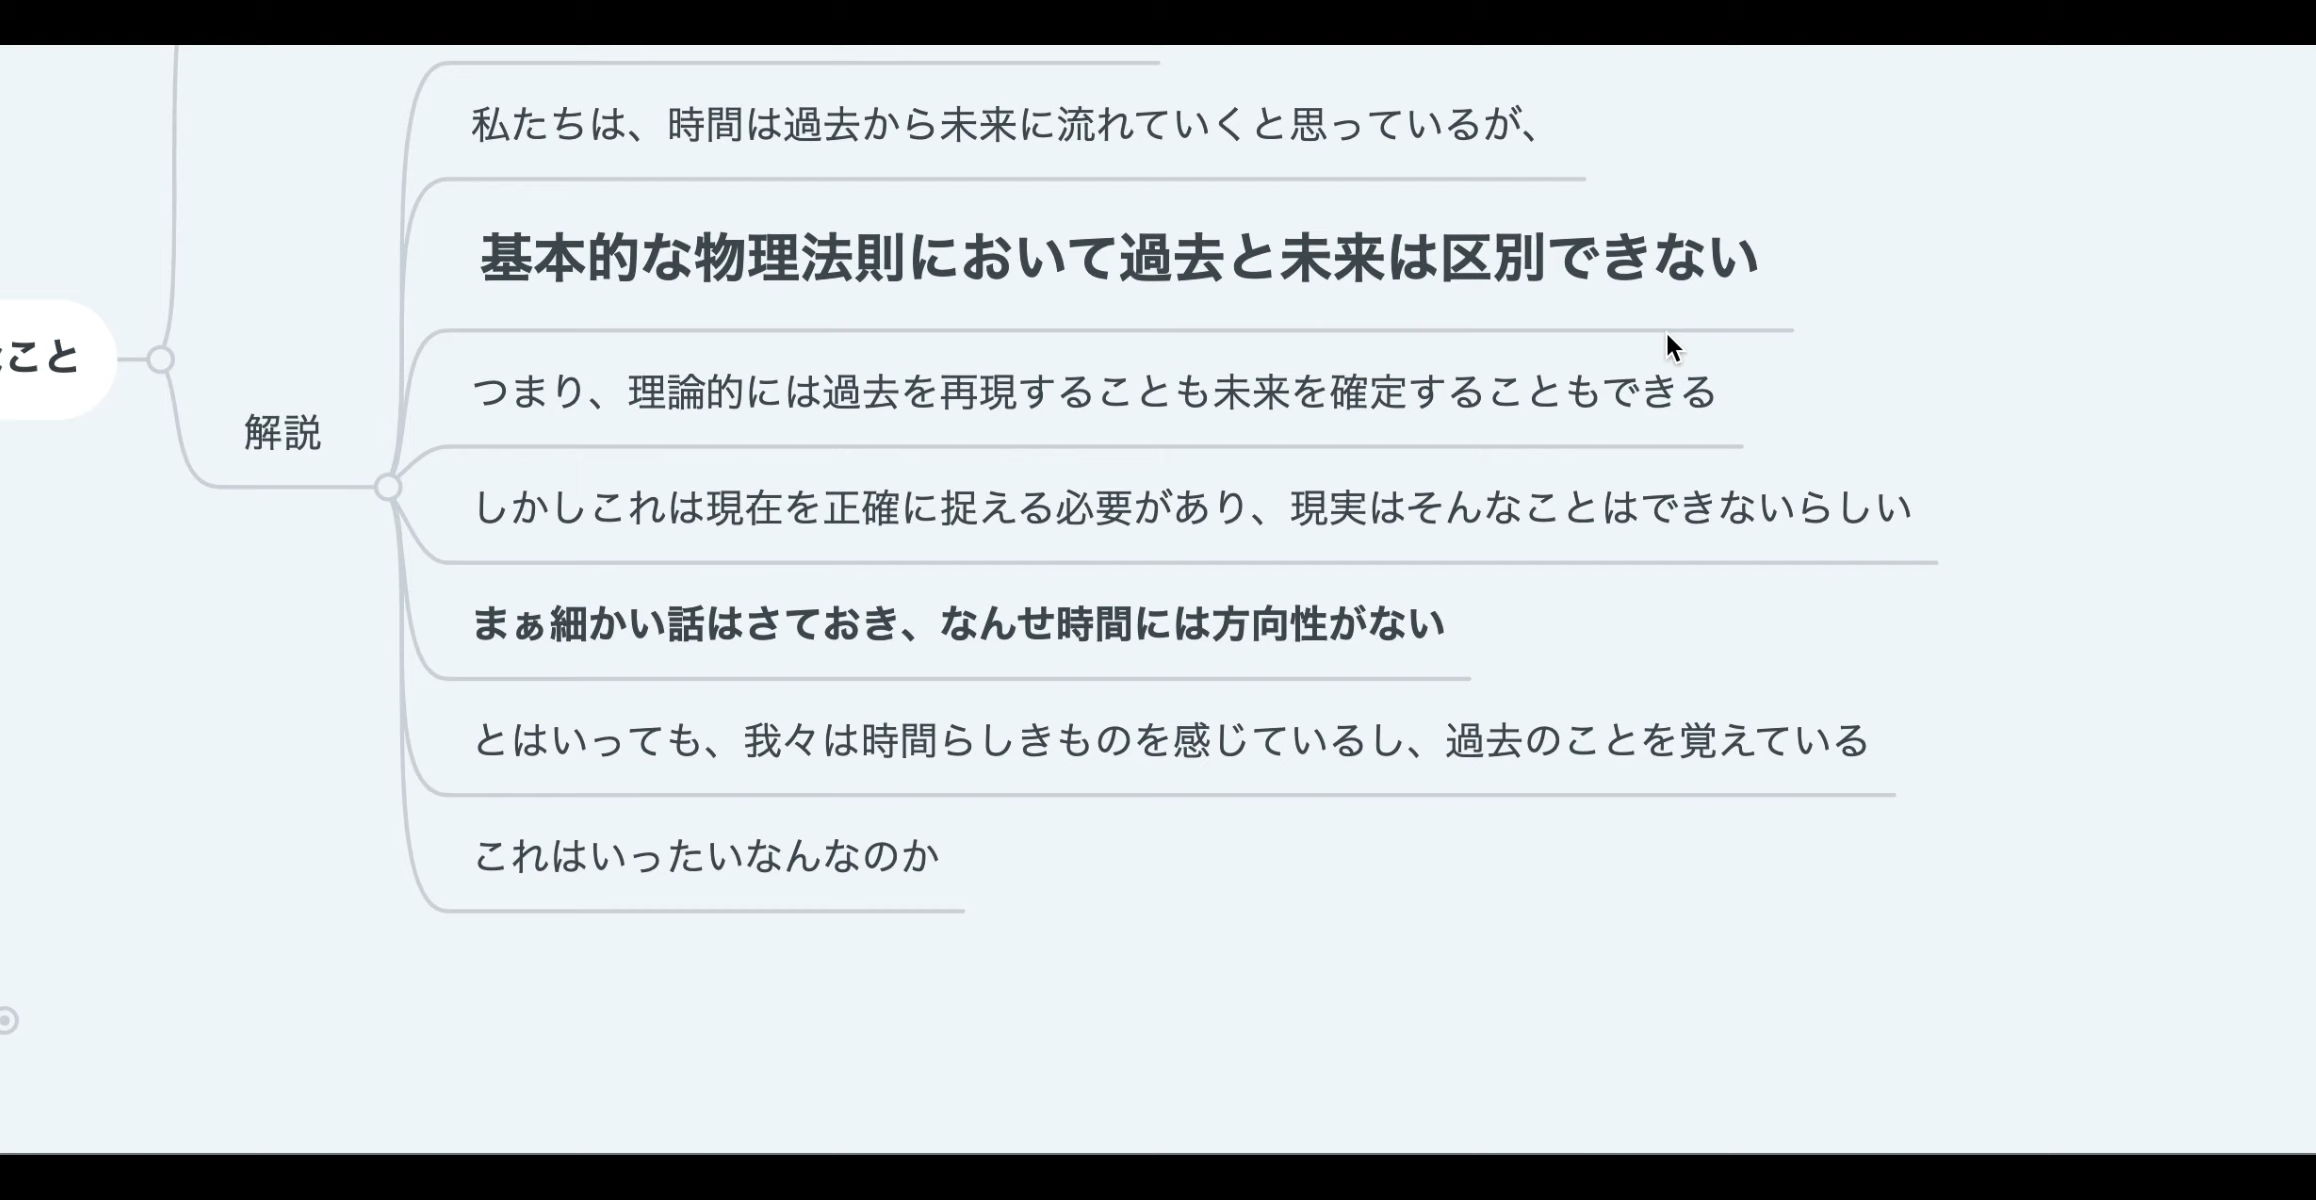 私たちは、時間は過去から未来に流れていくと思っているが、
基本的な物理法則において過去と未来は区別できない
こと
つまり、理論的には過去を再現することも未来を確定することもできる
解説
しかしこれは現在を正確に捉える必要があり、現実はそんなことはできないらしい
まぁ細かい話はさておき、なんせ時間には方向性がない
とはいっても、我々は時間らしきものを感じているし、過去のことを覚えている
これはいったいなんなのか